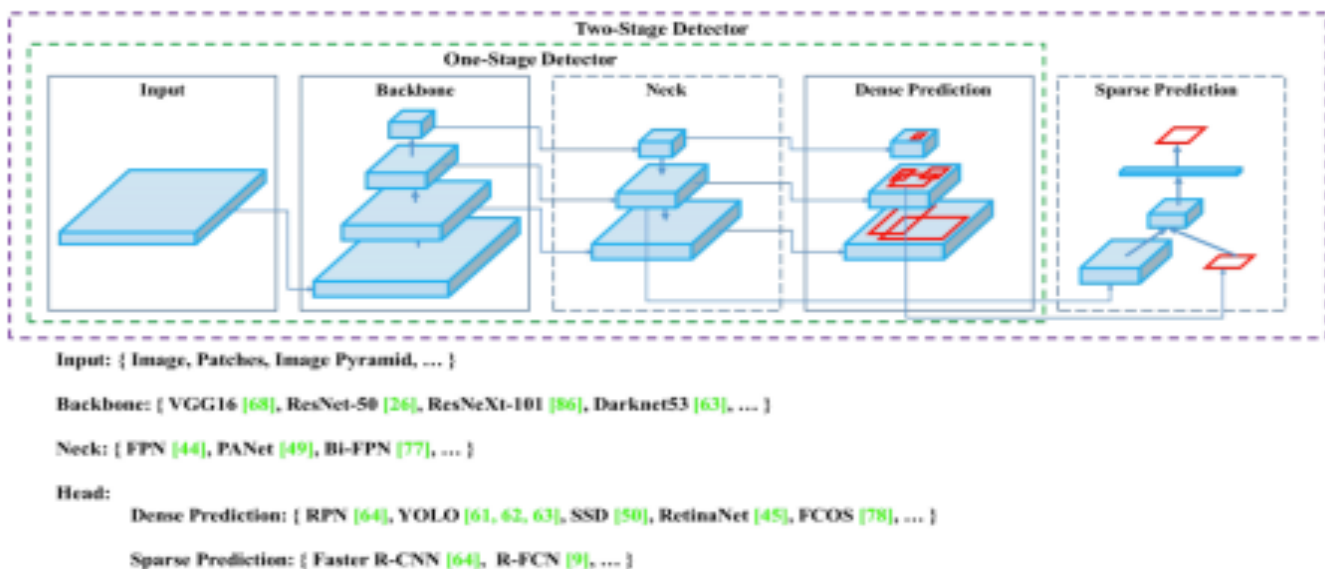 Two-Stage Detector
One-Stage Detector
Input
Backbone
Neck
Dense Prediction
Sparse Prediction
Input: { Image, Patches, Image Pyramid, … }
Backbone: { VGG16 [68], ResNet-50 [26], ResNeXt-101 [86], Darknet53 [63], … }
Neck: { FPN [44], PANet [49], Bi-FPN [77], … }
Head:
Dense Prediction: { RPN [64], YOLO [61, 62, 63], SSD [50], RetinaNet [45], FCOS [78], … }
Sparse Prediction: { Faster R-CNN [64], R-FCN [9], … }